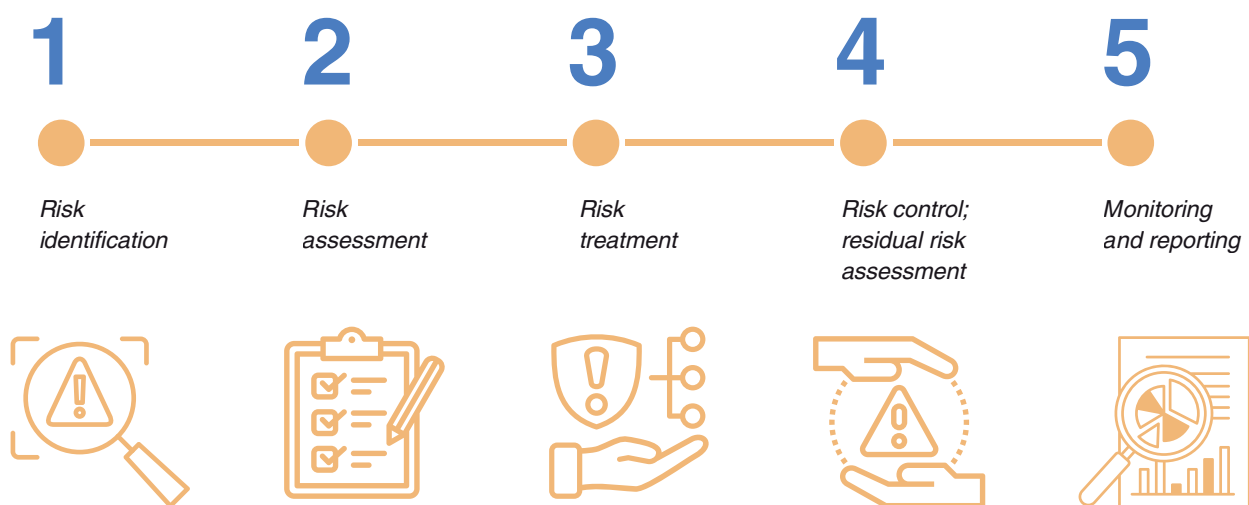 1
2
3
4
5
Risk
identification
Risk
assessment
Risk
treatment
Risk control;
residual risk
assessment
Monitoring
and reporting